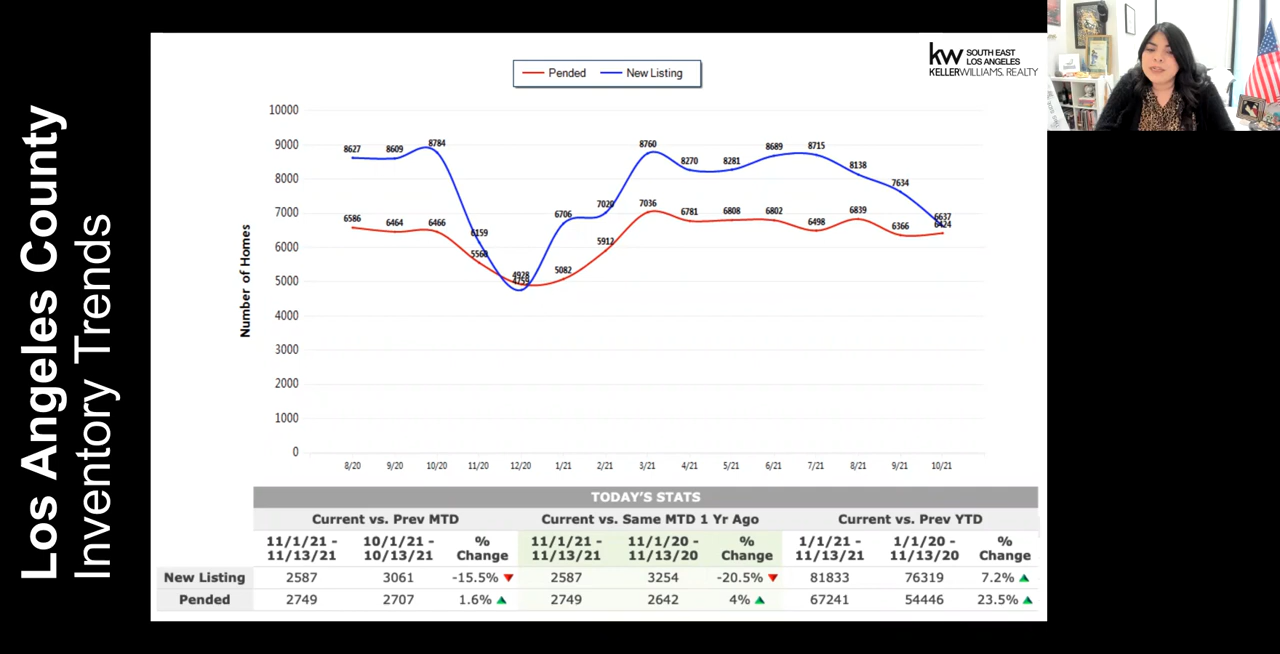 Los Angeles County
Inventory Trends
kw SOUTH EAST
LOS ANGELES
KELLERWILLIAMS. REALTY
Pended New Listing
Number of Homes
10000
9000
8000
7000
6000
5000
4000
3000
2000
1000
0
8627 8609 8784 6159 4759 6706 7020 8760 8270 8281 8689 8715 8138 7634 6637
6586 6464 6466 5560 4928 5082 5912 7036 6781 6808 6802 6498 6839 6366 6424
8/20 9/20 10/20 11/20 12/20 1/21 2/21 3/21 4/21 5/21 6/21 7/21 8/21 9/21 10/21
TODAY'S STATS
Current vs. Prev MTD Current vs. Same MTD 1 Yr Ago Current vs. Prev YTD
11/1/21 - 10/1/21 - % 11/1/21 - 11/1/20 - % 1/1/21 - 1/1/20 - %
11/13/21 10/13/21 Change 11/13/21 11/13/20 Change 11/13/21 11/13/20 Change
New Listing 2587 3061 -15.5% 2587 3254 -20.5% 81833 76319 7.2%
Pended 2749 2707 1.6% 2749 2642 4% 67241 54446 23.5%